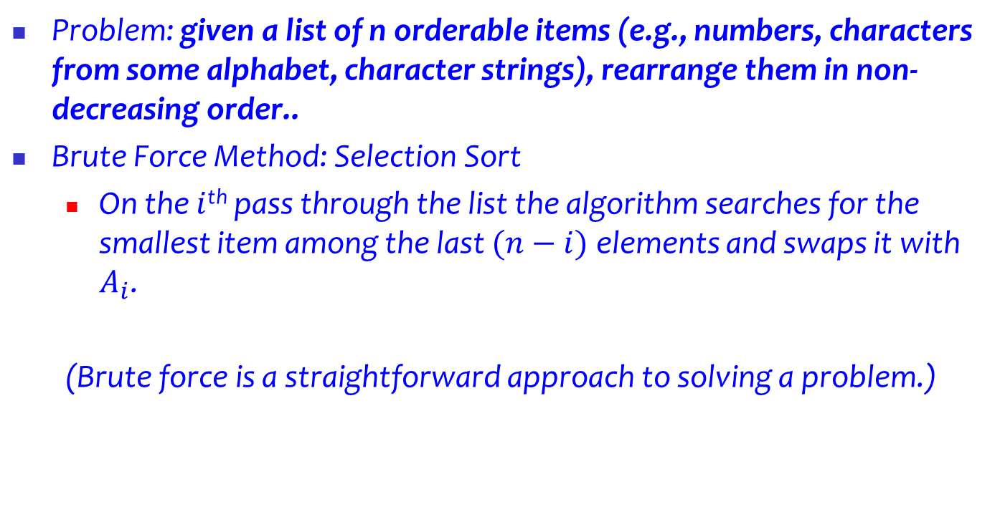 Problem: given a list of n orderable items (e.g., numbers, characters
from some alphabet, character strings), rearrange them in non-
decreasing order..
Brute Force Method: Selection Sort
On the iᵗʰ pass through the list the algorithm searches for the
smallest item among the last (n − i) elements and swaps it with
Aᵢ.
(Brute force is a straightforward approach to solving a problem.)